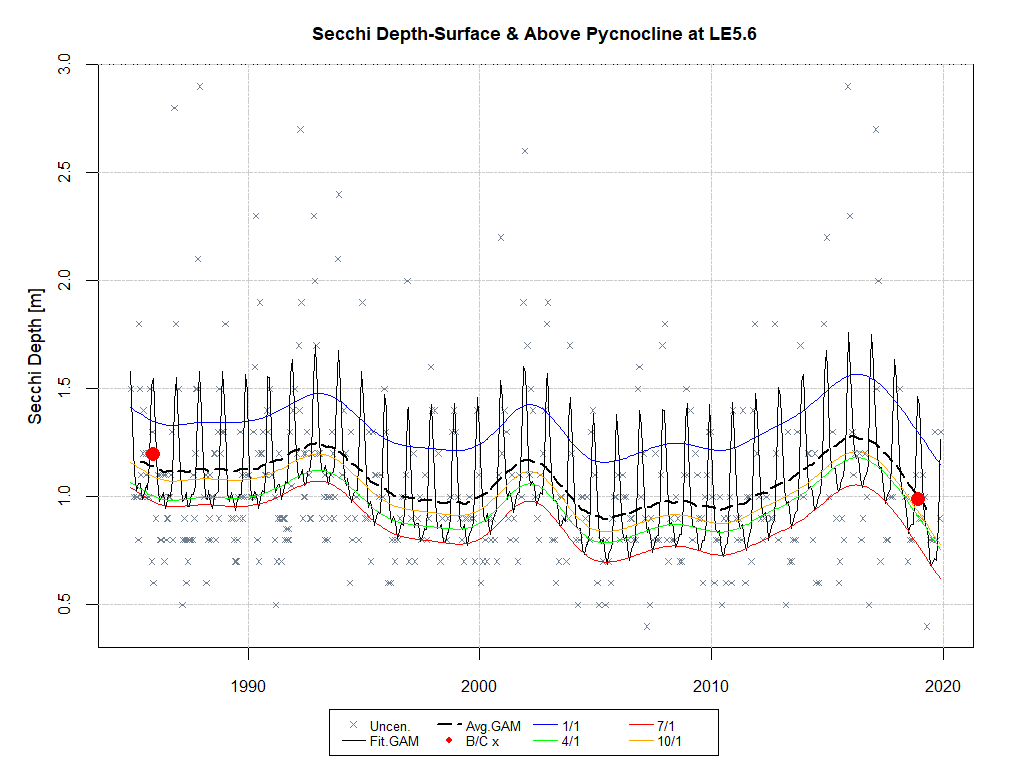 Secchi Depth-Surface & Above Pycnocline at LE5.6
Secchi Depth [m]
3.0
2.5
2.0
1.5
1.0
0.5
1990 2000 2010 2020
Uncen. Avg.GAM 1/1 7/1
Fit.GAM B/C x 4/1 10/1